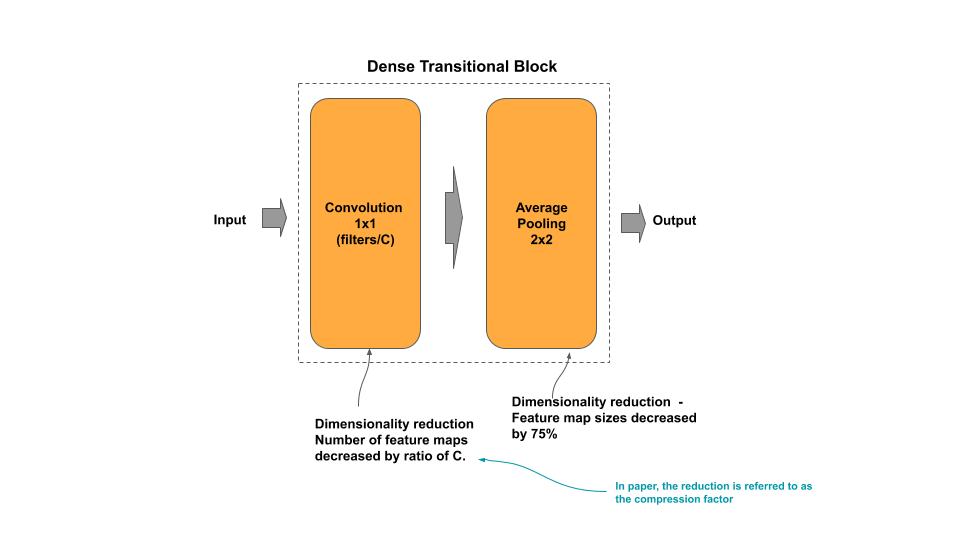 Dense Transitional Block
Input
Convolution
1x1
(filters/C)
Average
Pooling
2x2
Output
Dimensionality reduction
Number of feature maps
decreased by ratio of C.
Dimensionality reduction -
Feature map sizes decreased
by 75%
In paper, the reduction is referred to as
the compression factor